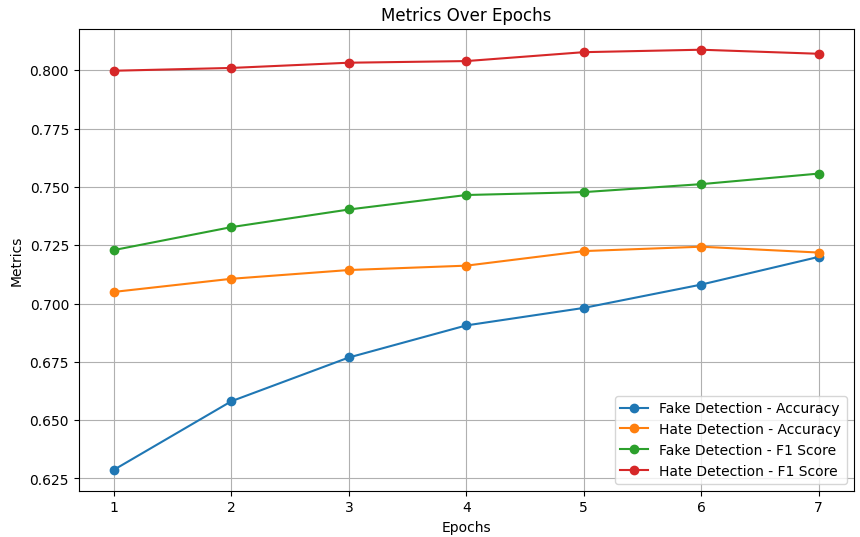 Metrics Over Epochs
Metrics
0.800
0.775
0.750
0.725
0.700
0.675
0.650
0.625
Fake Detection - Accuracy
Hate Detection - Accuracy
Fake Detection - F1 Score
Hate Detection - F1 Score
1 2 3 4 5 6 7
Epochs